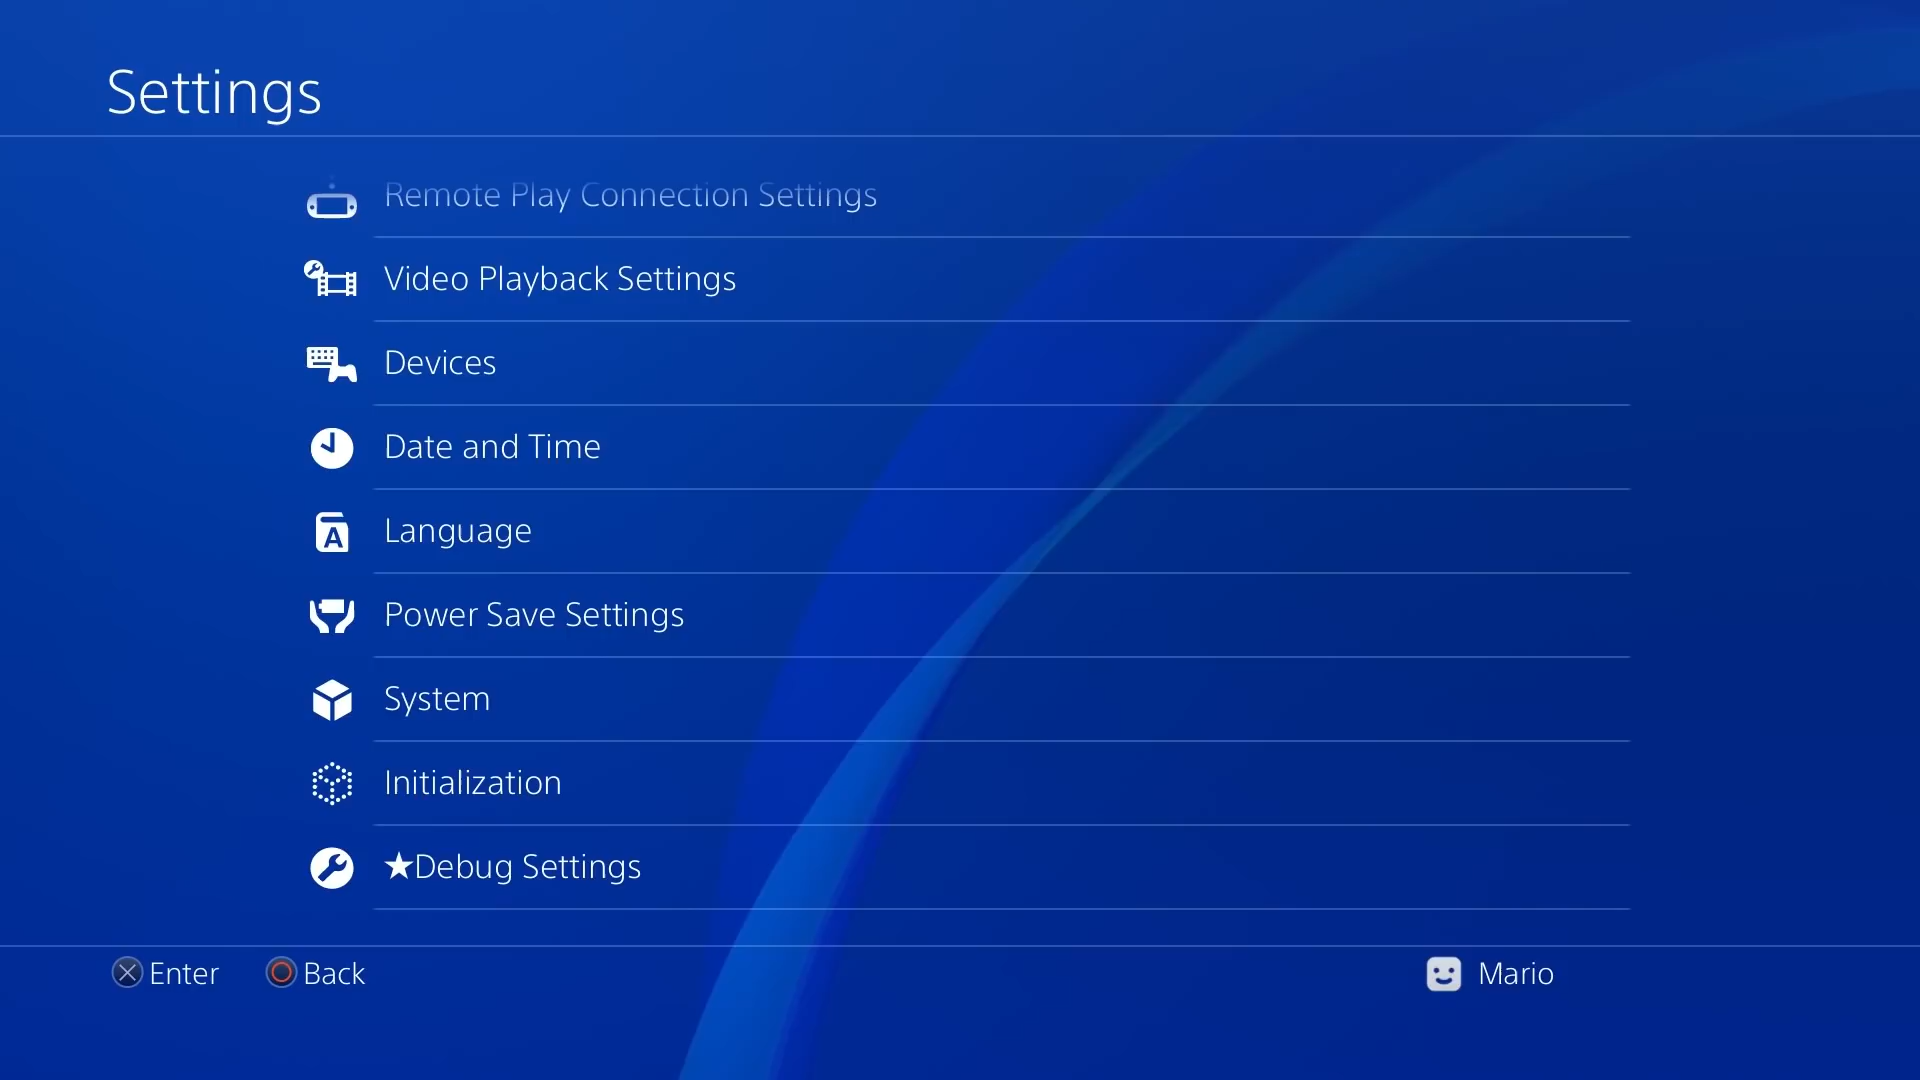 Settings
Remote Play Connection Settings
Video Playback Settings
Devices
Date and Time
A Language
Power Save Settings
System
Initialization
★Debug Settings
Enter Back Mario